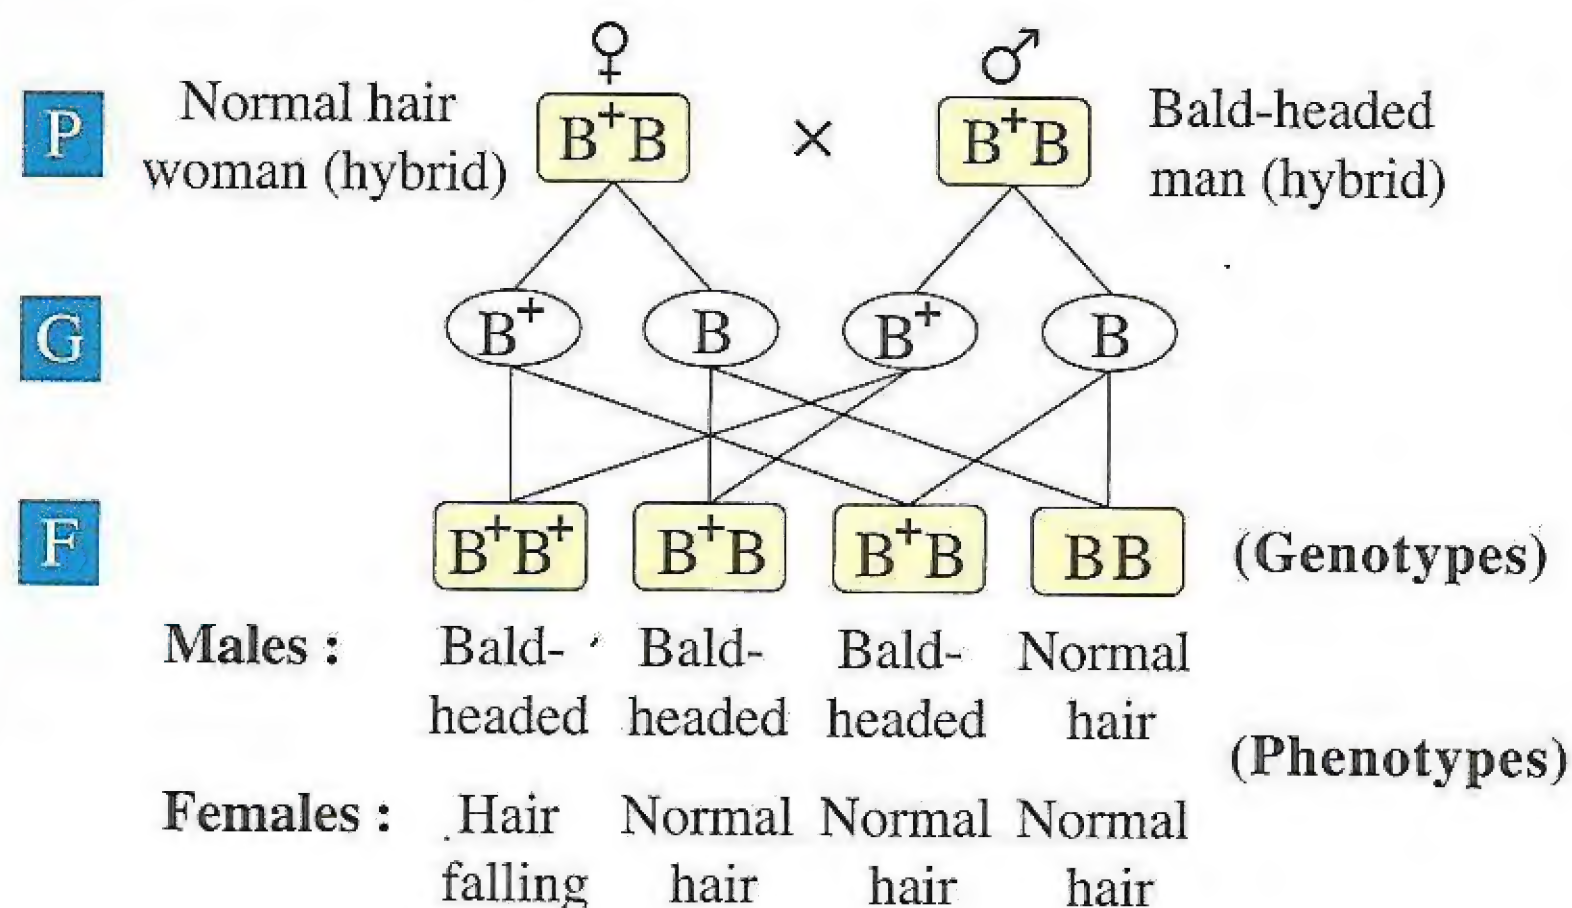 ♀ ♂
P Normal hair woman (hybrid) B⁺B × B⁺B Bald-headed man (hybrid)
G B⁺ B B⁺ B
F B⁺B⁺ B⁺B B⁺B BB (Genotypes)
Males : Bald- Bald- Bald- Normal
headed headed headed hair
(Phenotypes)
Females : Hair Normal Normal Normal
falling hair hair hair